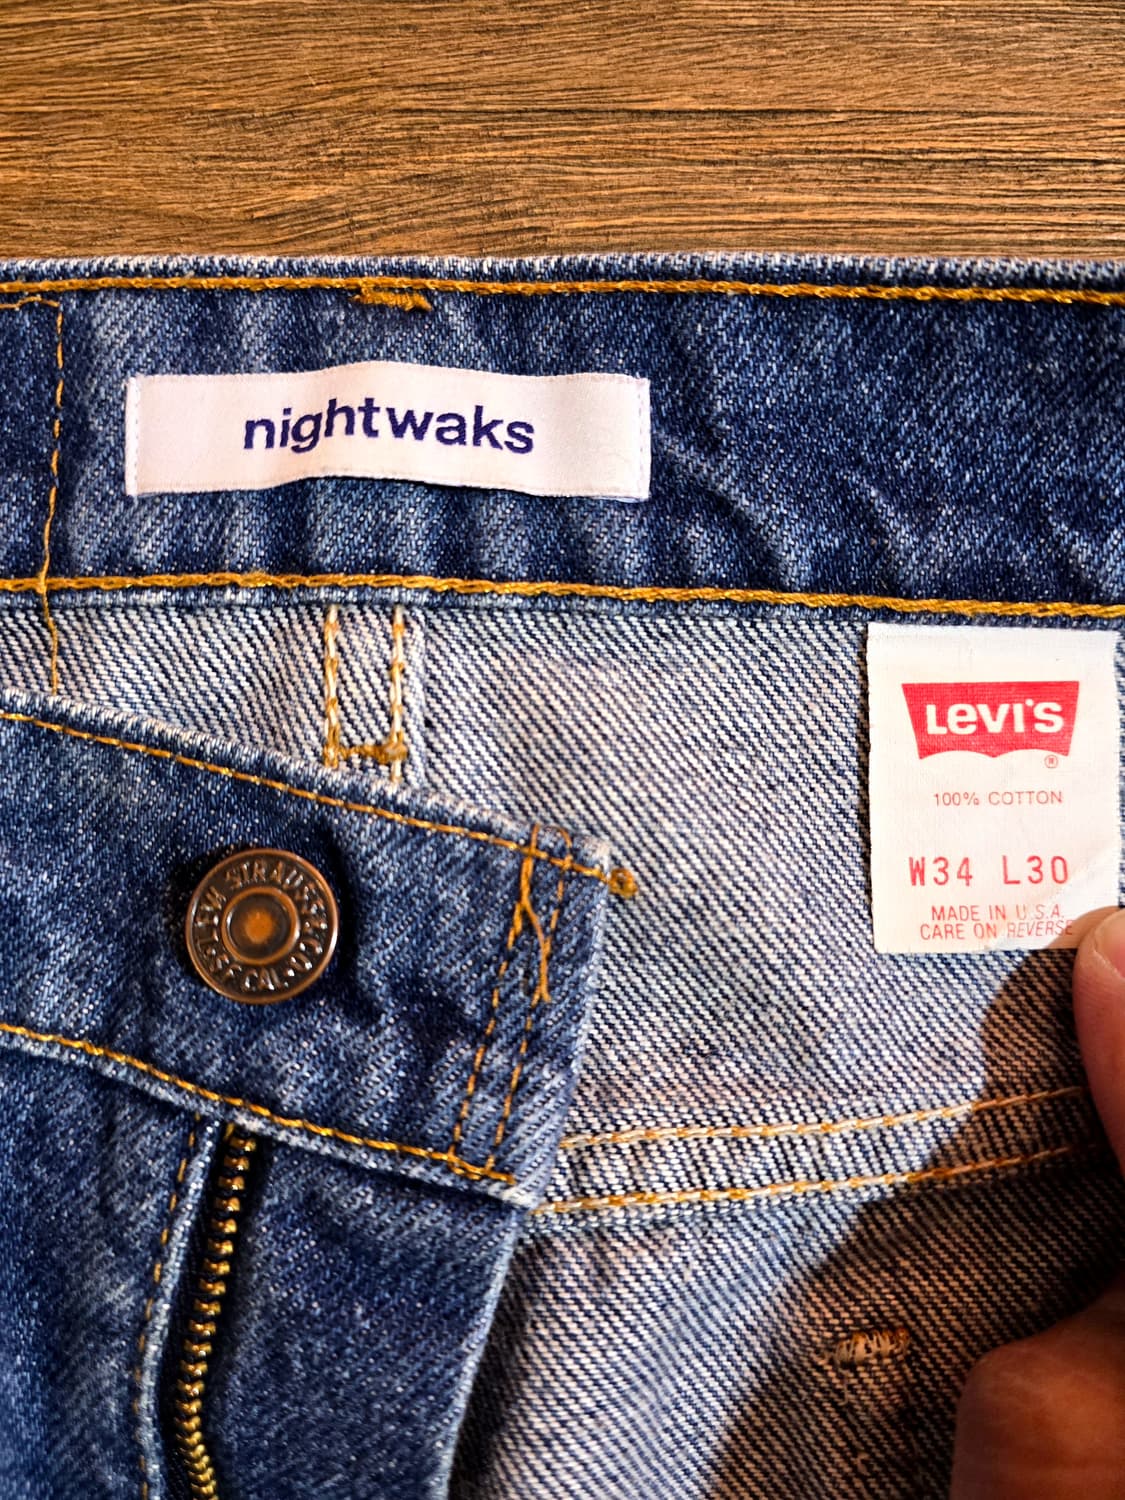 nightwaks
LEVI'S
®
100% COTTON
W34 L30
MADE IN U.S.A.
CARE ON REVERSE
LEVI STRAUSS & CO.
S.F. CAL.